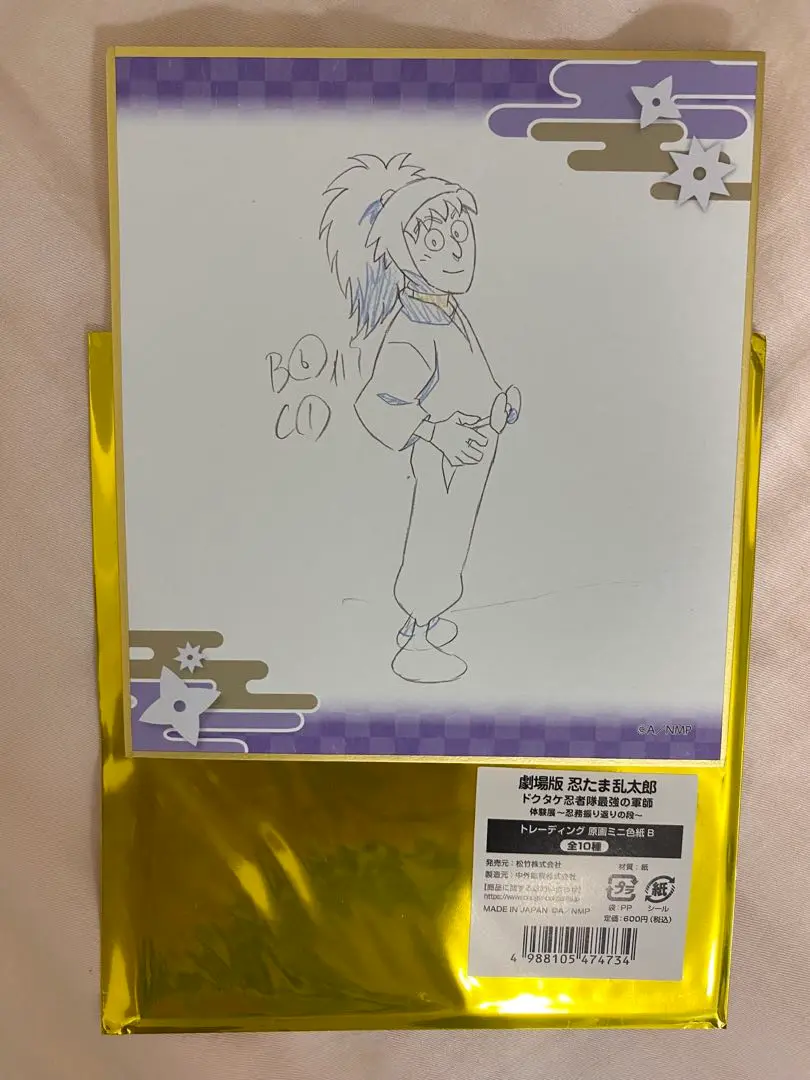 B⑥
C①
©A/NMP
劇場版 忍たま乱太郎
ドクタケ忍者隊最強の軍師
体験展～忍務振り返りの段～
トレーディング 原画ミニ色紙 B
全10種
発売元：松竹株式会社
材質：紙
プラ
紙
袋：PP
シール
MADE IN JAPAN ©A/NMP
定価：600円(税込)
4 988105 474734